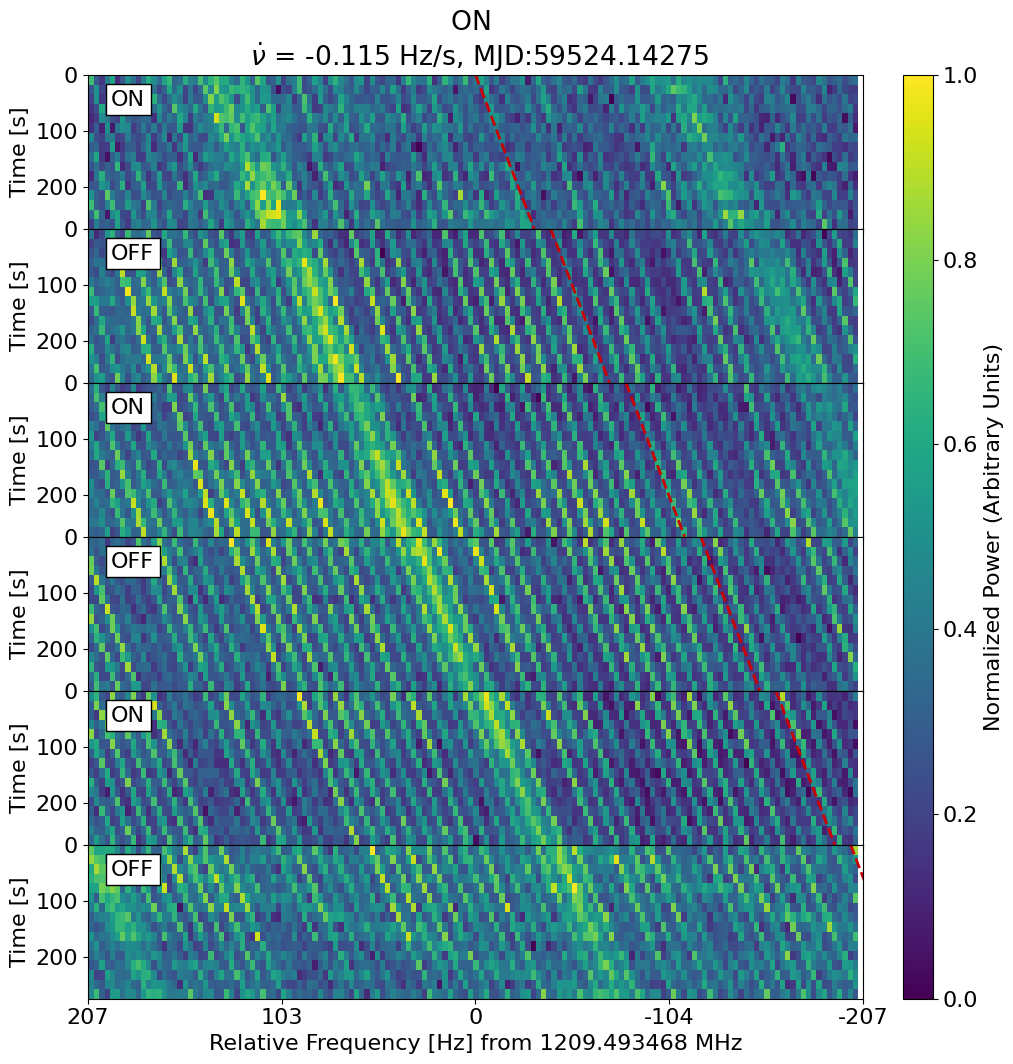 ON
ν̇ = -0.115 Hz/s, MJD:59524.14275
0
100
200
Time [s]
ON
0
100
200
Time [s]
OFF
0
100
200
Time [s]
ON
0
100
200
Time [s]
OFF
0
100
200
Time [s]
ON
0
100
200
Time [s]
OFF
207 103 0 -104 -207
Relative Frequency [Hz] from 1209.493468 MHz
1.0
0.8
0.6
0.4
0.2
0.0
Normalized Power (Arbitrary Units)